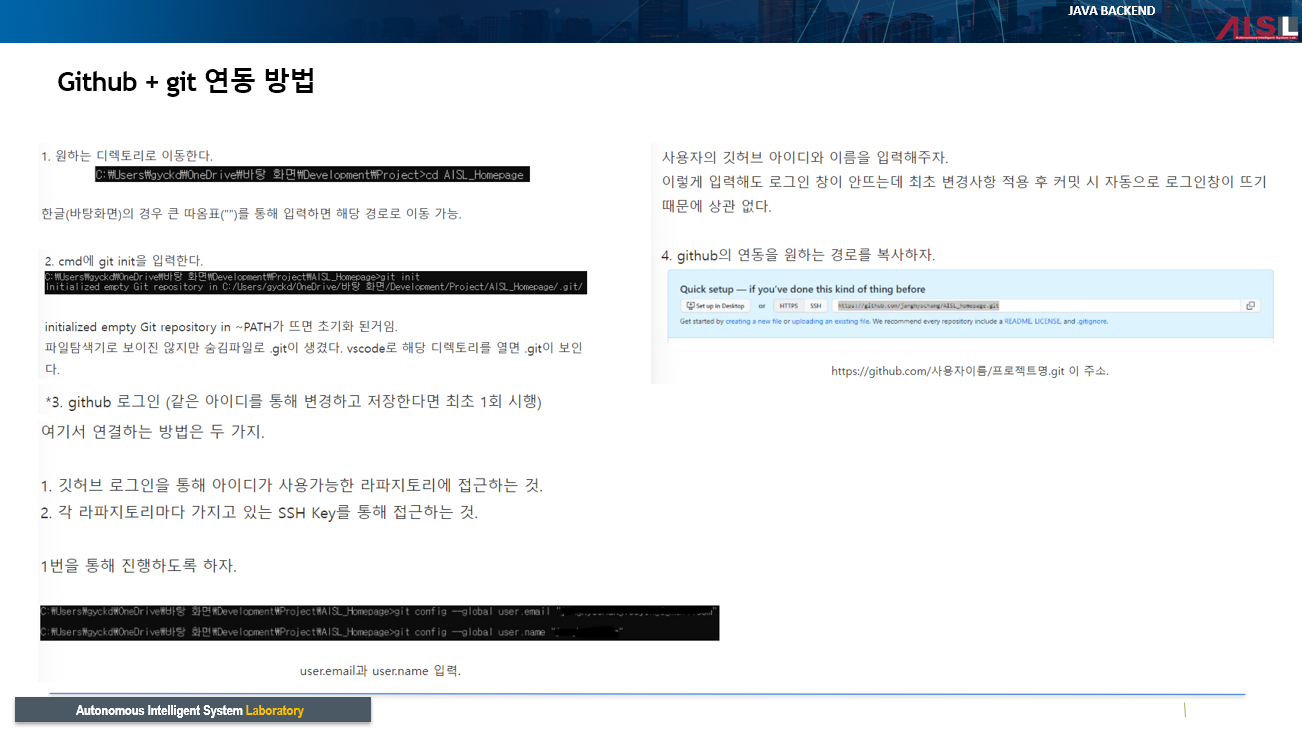 JAVA BACKEND
AISL
Autonomous Intelligent System Lab.
Github + git 연동 방법
1. 원하는 디렉토리로 이동한다.
C:₩Users₩gyckd₩OneDrive₩바탕 화면₩Development₩Project>cd AISL_Homepage
한글(바탕화면)의 경우 큰 따옴표("")를 통해 입력하면 해당 경로로 이동 가능.
2. cmd에 git init을 입력한다.
C:₩Users₩gyckd₩OneDrive₩바탕 화면₩Development₩Project₩AISL_Homepage>git init
Initialized empty Git repository in C:/Users/gyckd/OneDrive/바탕 화면/Development/Project/AISL_Homepage/.git/
initialized empty Git repository in ~PATH가 뜨면 초기화 된거임.
파일탐색기로 보이진 않지만 숨김파일로 .git이 생겼다. vscode로 해당 디렉토리를 열면 .git이 보인
다.
*3. github 로그인 (같은 아이디를 통해 변경하고 저장한다면 최초 1회 시행)
여기서 연결하는 방법은 두 가지.
1. 깃허브 로그인을 통해 아이디가 사용가능한 라파지토리에 접근하는 것.
2. 각 라파지토리마다 가지고 있는 SSH Key를 통해 접근하는 것.
1번을 통해 진행하도록 하자.
C:₩Users₩gyckd₩OneDrive₩바탕 화면₩Development₩Project₩AISL_Homepage>git config --global user.email "
C:₩Users₩gyckd₩OneDrive₩바탕 화면₩Development₩Project₩AISL_Homepage>git config --global user.name "
user.email과 user.name 입력.
사용자의 깃허브 아이디와 이름을 입력해주자.
이렇게 입력해도 로그인 창이 안뜨는데 최초 변경사항 적용 후 커밋 시 자동으로 로그인창이 뜨기
때문에 상관 없다.
4. github의 연동을 원하는 경로를 복사하자.
Quick setup — if you've done this kind of thing before
Set up in Desktop or HTTPS SSH https://github.com/janghyochang/AISL_homepage.git
Get started by creating a new file or uploading an existing file. We recommend every repository include a README, LICENSE, and .gitignore.
https://github.com/사용자이름/프로젝트명.git 이 주소.
Autonomous Intelligent System Laboratory